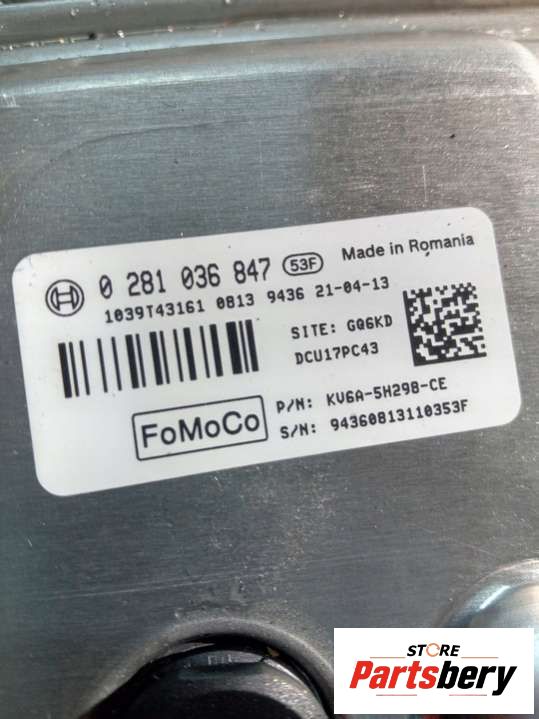 0 281 036 847 53F Made in Romania
1039T43161 0813 9436 21-04-13
SITE: GQ6KD
DCU17PC43
FoMoCo
P/N: KV6A-5H298-CE
S/N: 94360813110353F
STORE
Partsbery